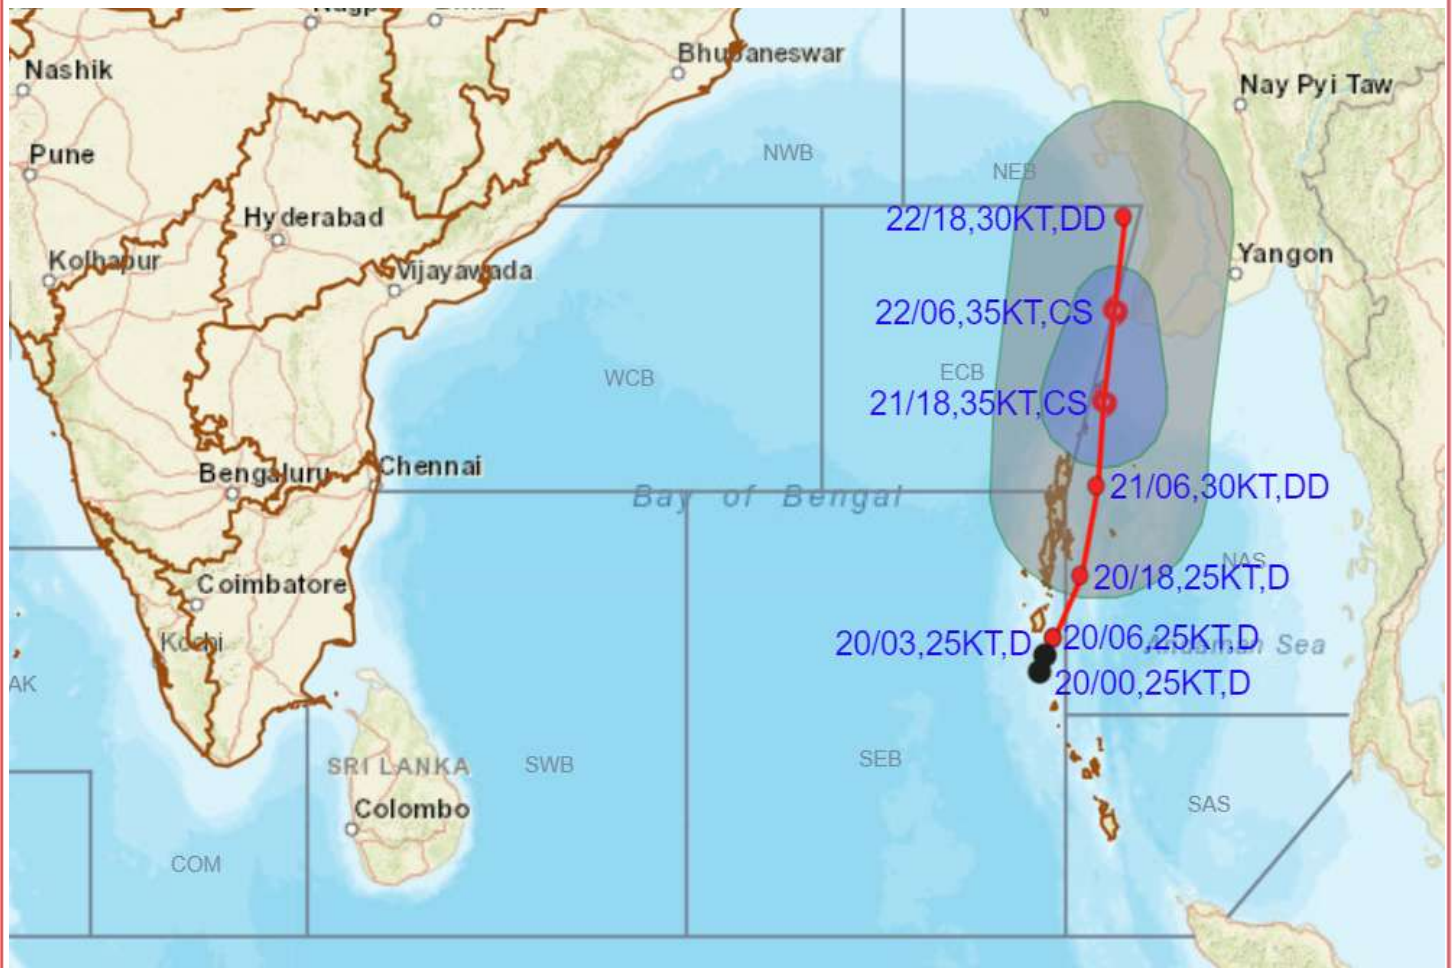 Nashik
Bhubaneswar
Nay Pyi Taw
Pune
NWB
NEB
Hyderabad
22/18,30KT,DD
Kolhapur
Vijayawada
Yangon
22/06,35KT,CS
WCB
ECB
21/18,35KT,CS
Bengaluru
Chennai
Bay of Bengal
21/06,30KT,DD
NAS
Coimbatore
20/18,25KT,D
Kochi
20/03,25KT,D
20/06,25KT,D
Andaman Sea
AK
20/00,25KT,D
SRI LANKA
SWB
SEB
Colombo
SAS
COM